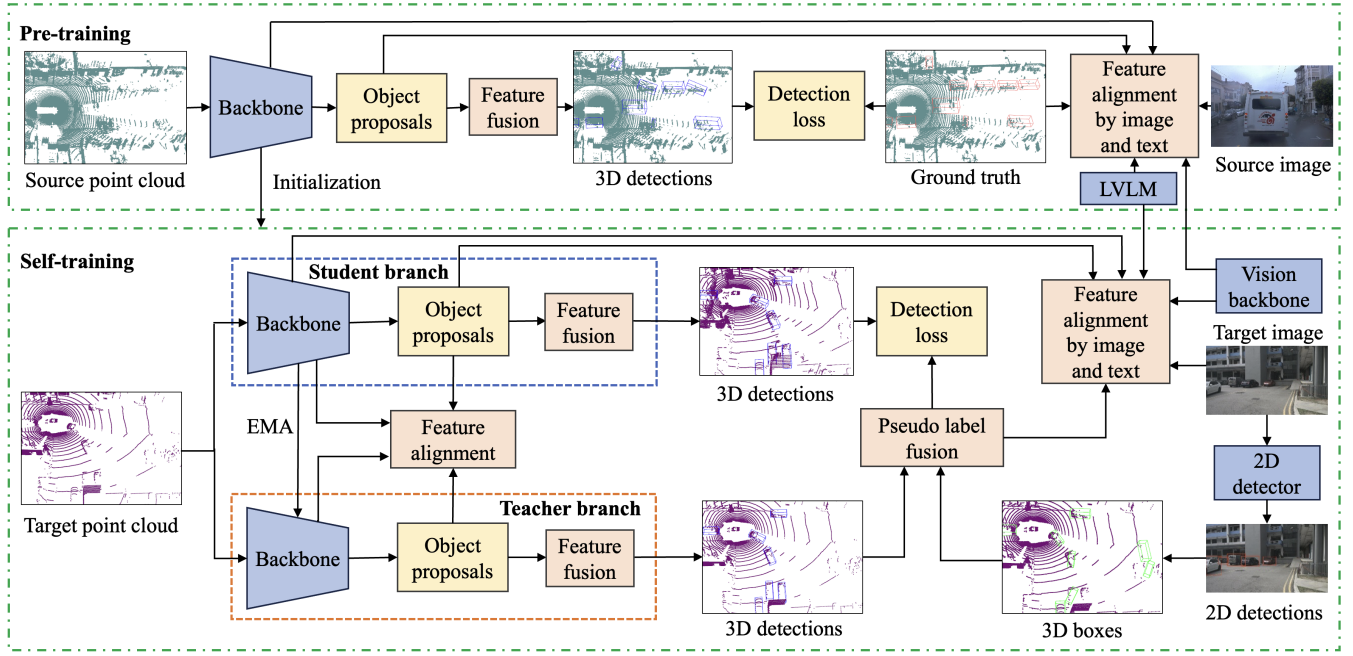 Pre-training
Backbone
Object
proposals
Feature
fusion
Detection
loss
Feature
alignment
by image
and text
Source point cloud
Initialization
3D detections
Ground truth
LVLM
Source image
Self-training
Student branch
Backbone
Object
proposals
Feature
fusion
Detection
loss
Feature
alignment
by image
and text
Vision
backbone
Target image
3D detections
EMA
Feature
alignment
Pseudo label
fusion
2D
detector
Target point cloud
Teacher branch
Backbone
Object
proposals
Feature
fusion
3D detections
3D boxes
2D detections